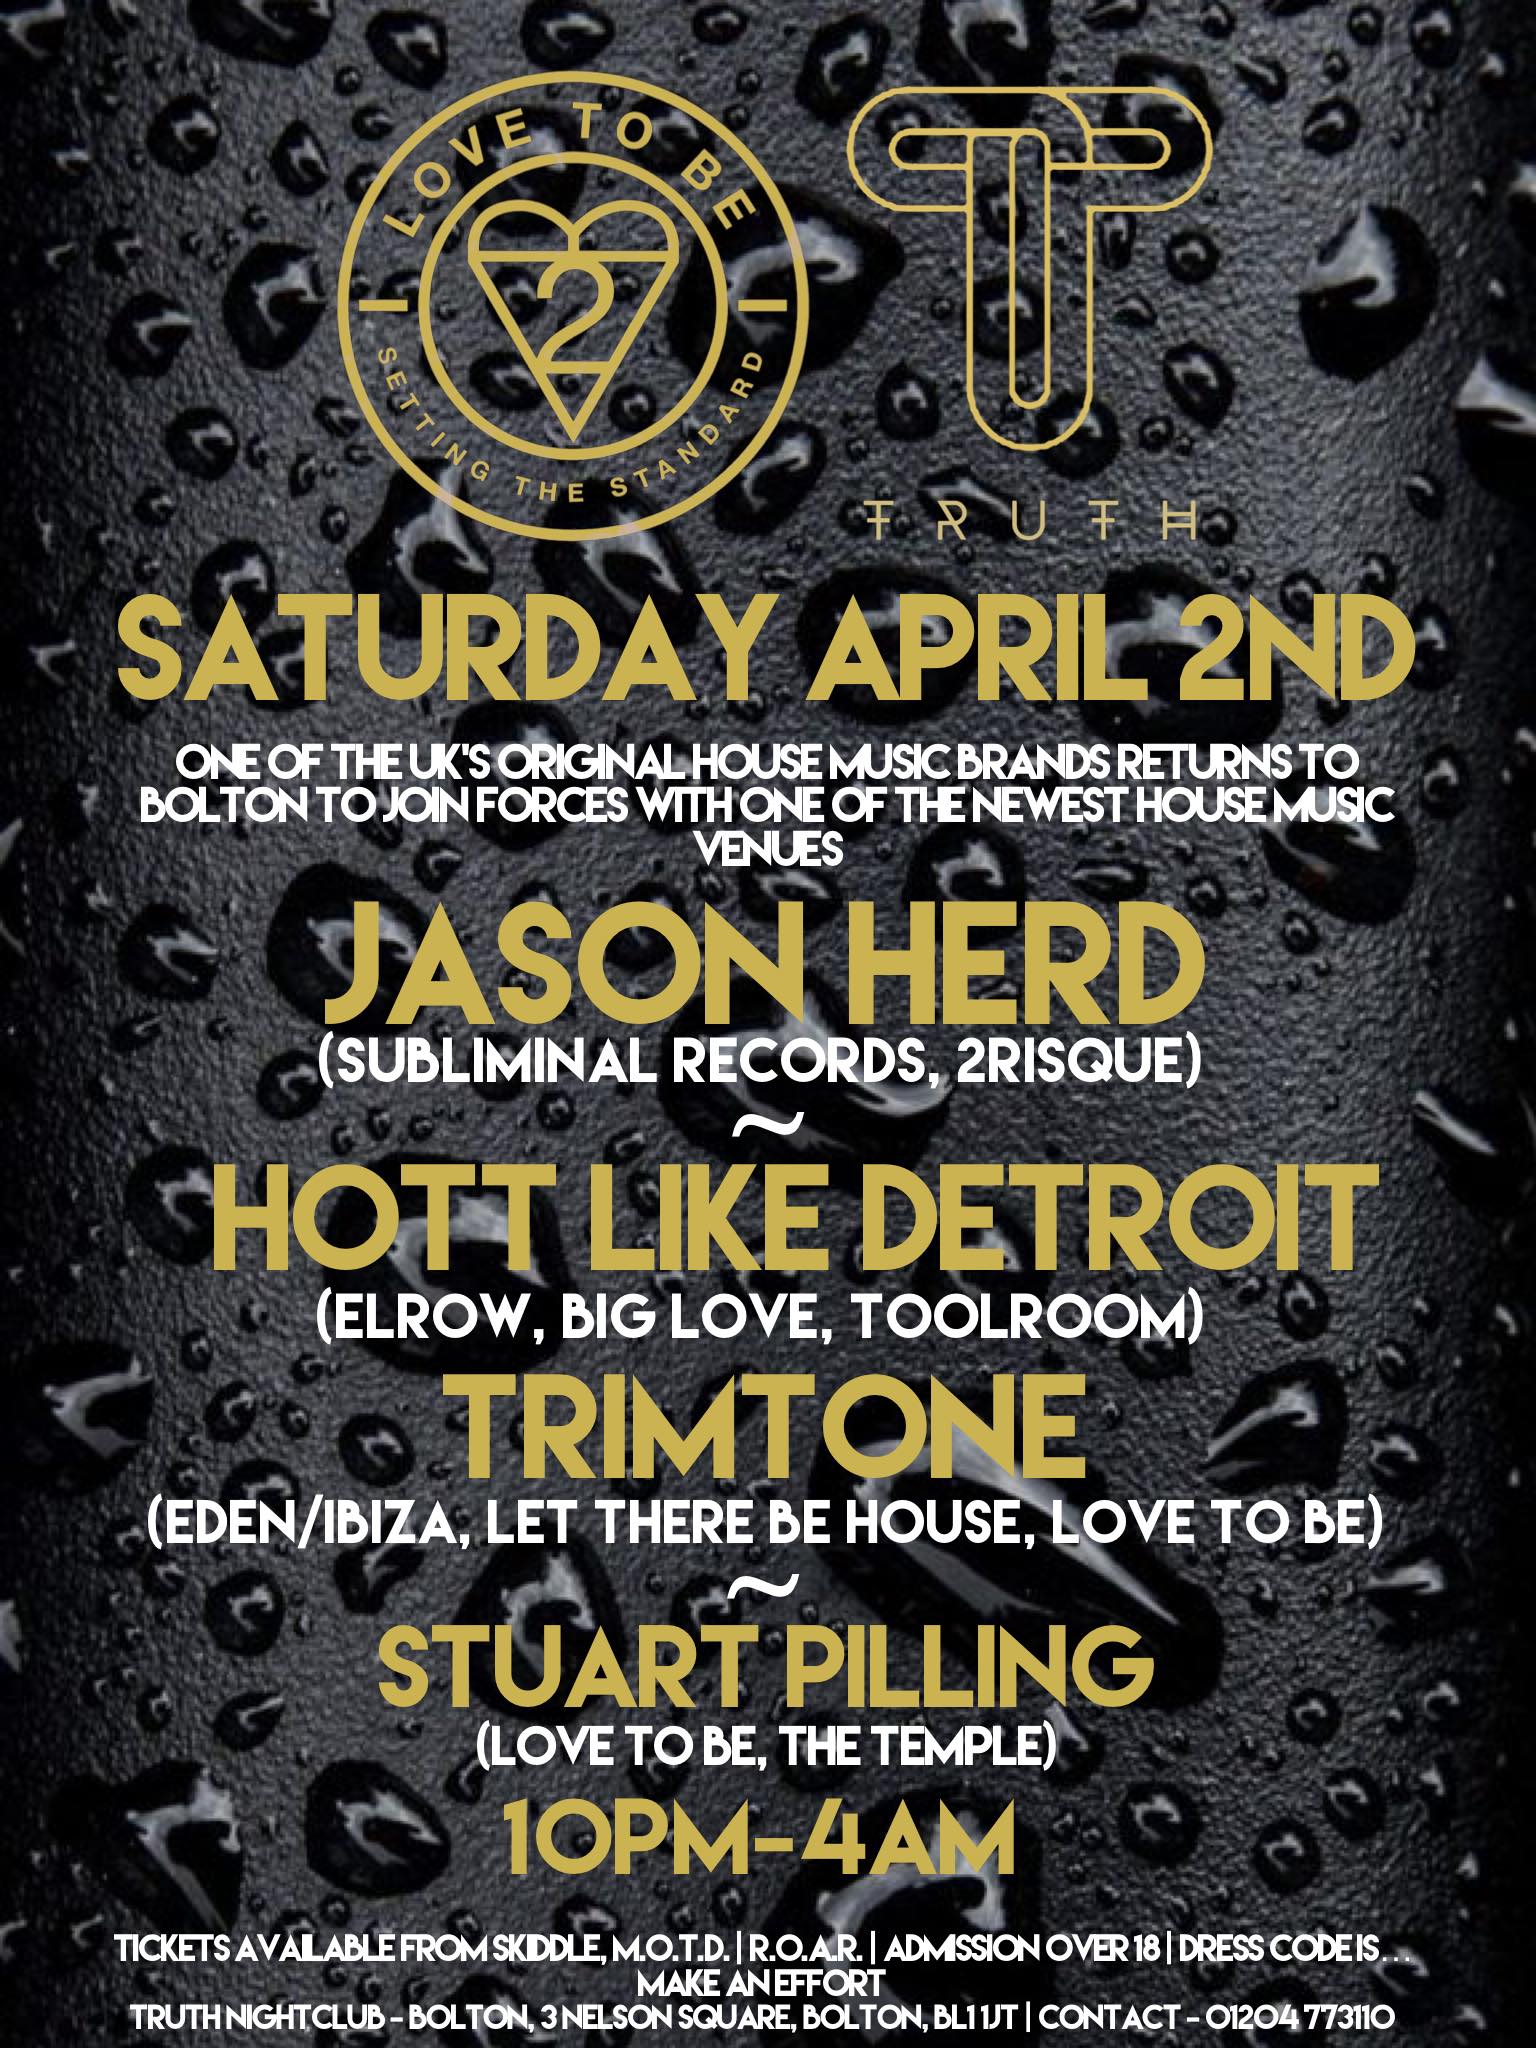 LOVE TO BE
2
SETTING THE STANDARD
T
TRUTH
SATURDAY APRIL 2ND
ONE OF THE UK'S ORIGINAL HOUSE MUSIC BRANDS RETURNS TO
BOLTON TO JOIN FORCES WITH ONE OF THE NEWEST HOUSE MUSIC
VENUES
JASON HERD
(SUBLIMINAL RECORDS, 2RISQUE)
~
HOTT LIKE DETROIT
(ELROW, BIG LOVE, TOOLROOM)
TRIMTONE
(EDEN/IBIZA, LET THERE BE HOUSE, LOVE TO BE)
~
STUART PILLING
(LOVE TO BE, THE TEMPLE)
10PM-4AM
TICKETS AVAILABLE FROM SKIDDLE, M.O.T.D. | R.O.A.R. | ADMISSION OVER 18 | DRESS CODE IS...
MAKE AN EFFORT
TRUTH NIGHTCLUB - BOLTON, 3 NELSON SQUARE, BOLTON, BL1 1JT | CONTACT - 01204 773110